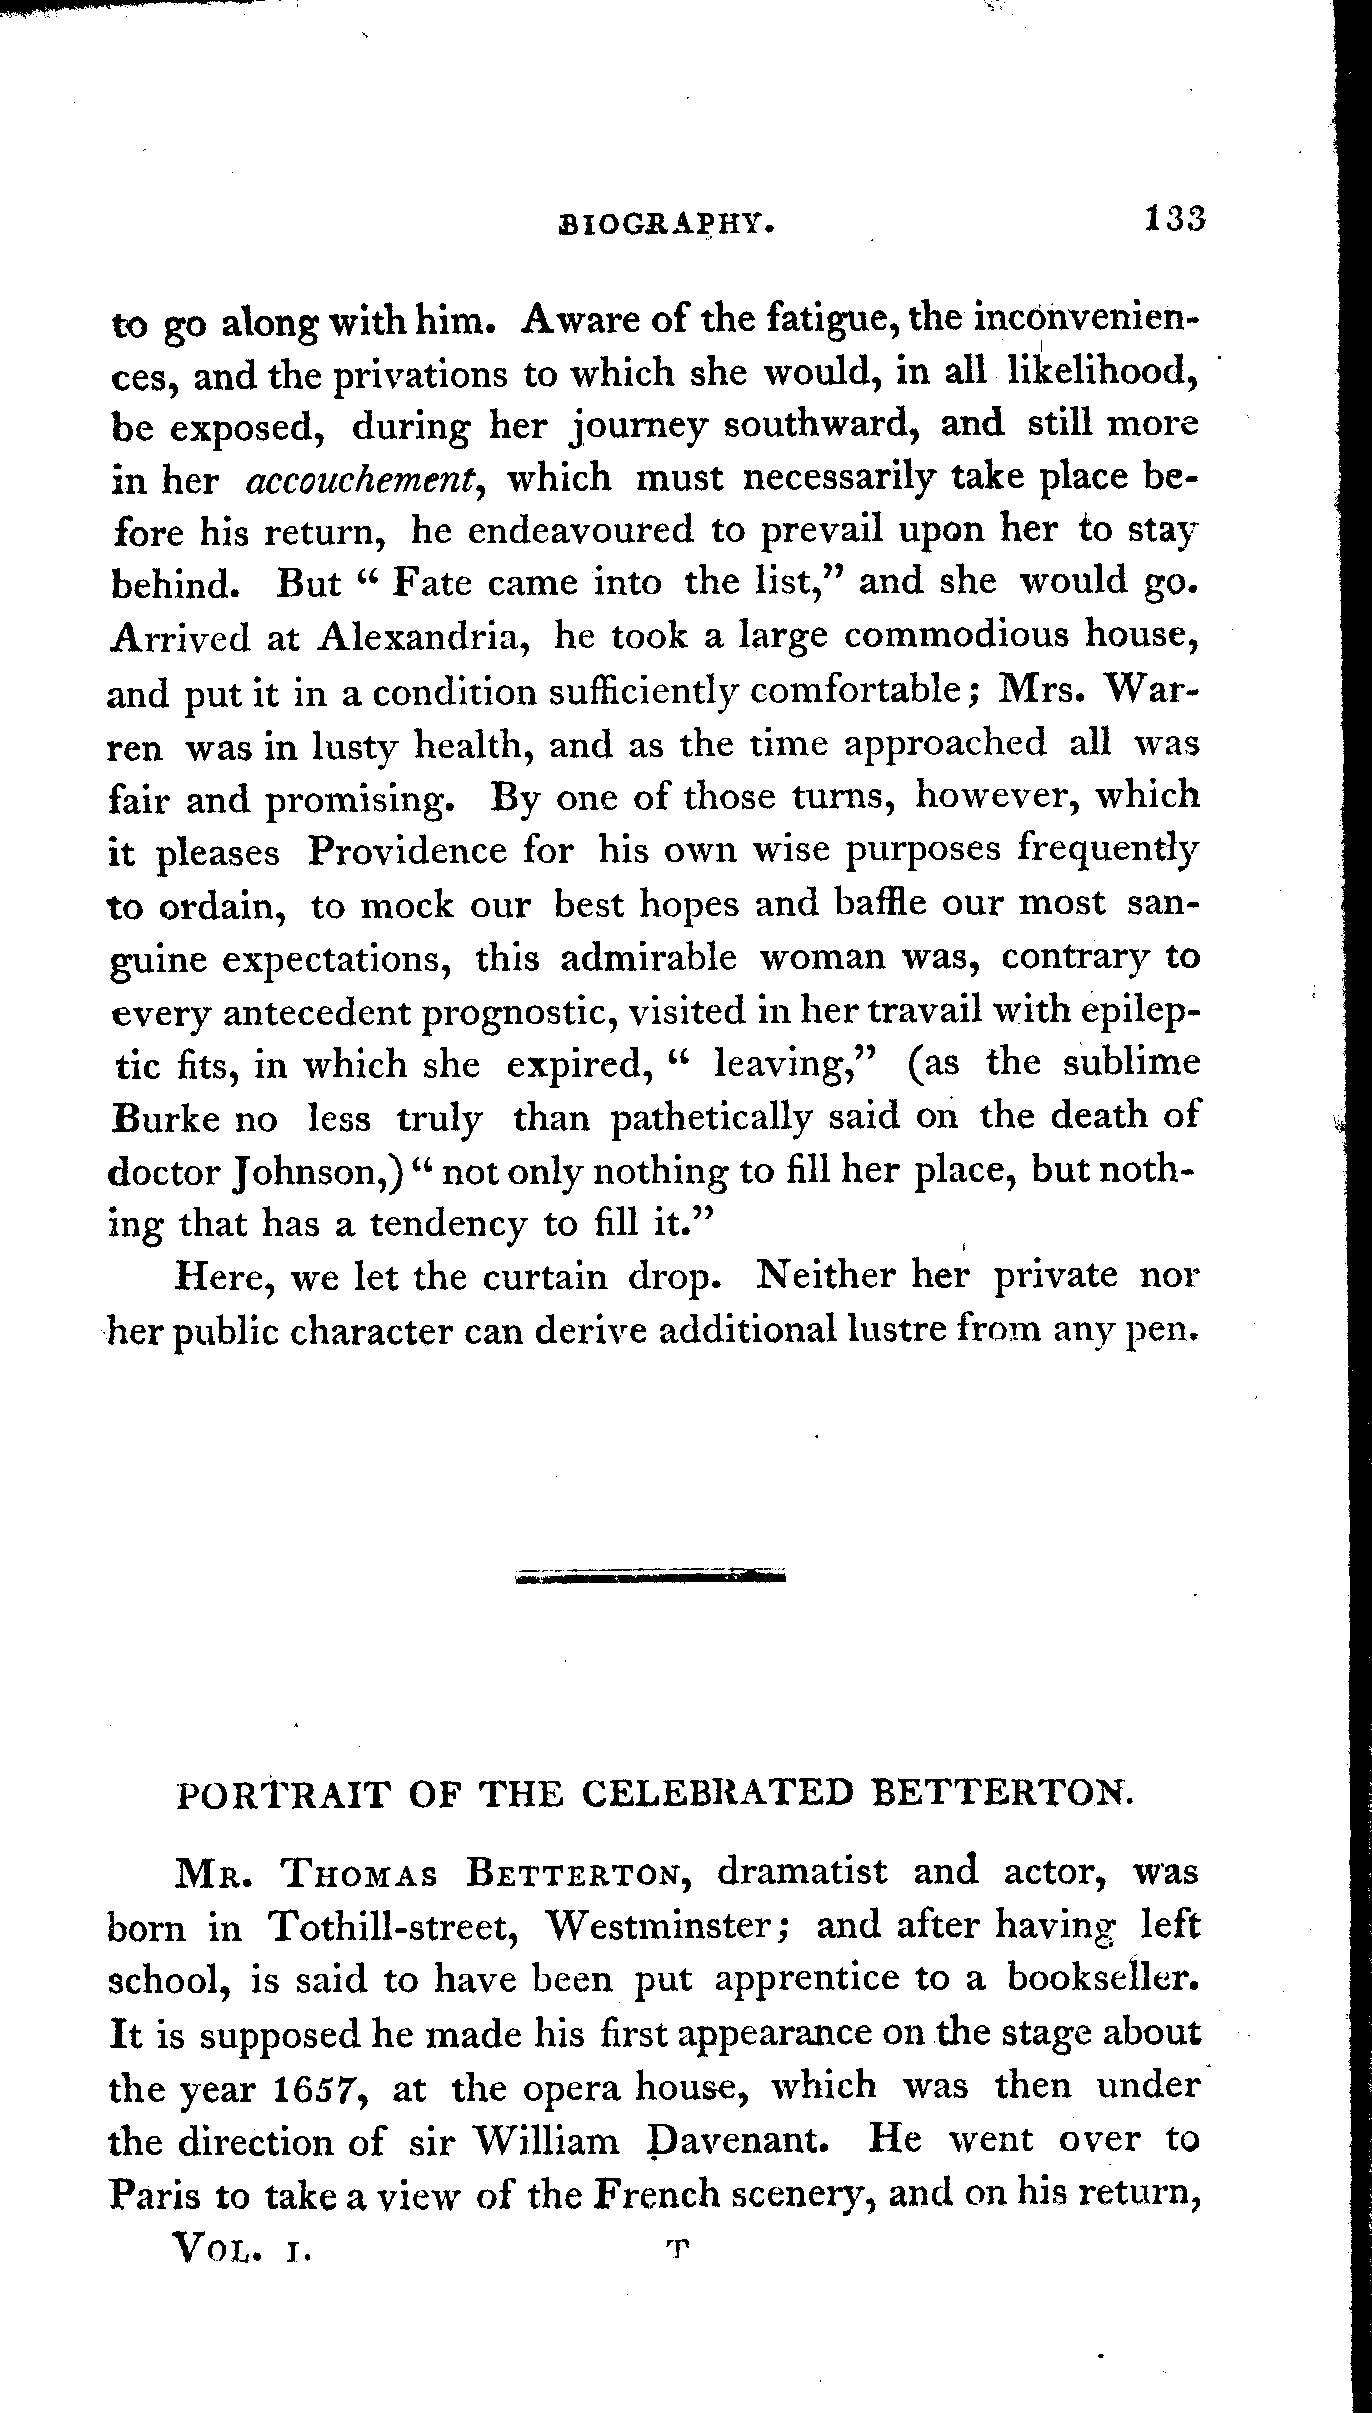 BIOGRAPHY. 133
to go along with him. Aware of the fatigue, the inconvenien-
ces, and the privations to which she would, in all likelihood,
be exposed, during her journey southward, and still more
in her accouchement, which must necessarily take place be-
fore his return, he endeavoured to prevail upon her to stay
behind. But “ Fate came into the list,” and she would go.
Arrived at Alexandria, he took a large commodious house,
and put it in a condition sufficiently comfortable; Mrs. War-
ren was in lusty health, and as the time approached all was
fair and promising. By one of those turns, however, which
it pleases Providence for his own wise purposes frequently
to ordain, to mock our best hopes and baffle our most san-
guine expectations, this admirable woman was, contrary to
every antecedent prognostic, visited in her travail with epilep-
tic fits, in which she expired, “ leaving,” (as the sublime
Burke no less truly than pathetically said on the death of
doctor Johnson,) “ not only nothing to fill her place, but noth-
ing that has a tendency to fill it.”
Here, we let the curtain drop. Neither her private nor
her public character can derive additional lustre from any pen.
PORTRAIT OF THE CELEBRATED BETTERTON.
MR. THOMAS BETTERTON, dramatist and actor, was
born in Tothill-street, Westminster; and after having left
school, is said to have been put apprentice to a bookseller.
It is supposed he made his first appearance on the stage about
the year 1657, at the opera house, which was then under
the direction of sir William Davenant. He went over to
Paris to take a view of the French scenery, and on his return,
VOL. I. T